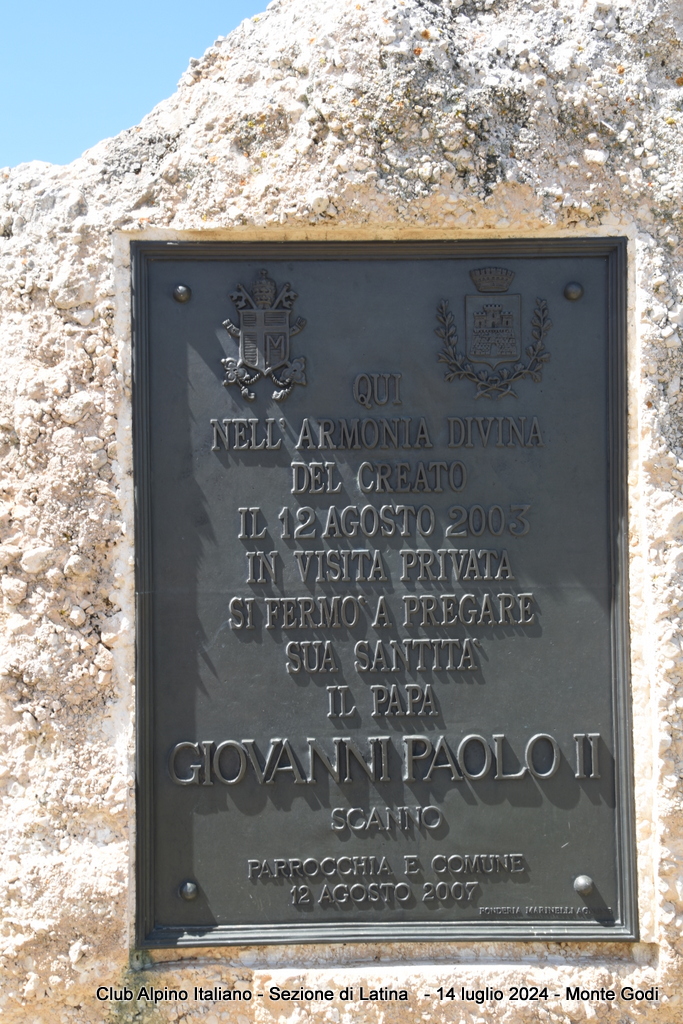 QUI
NELL'ARMONIA DIVINA
DEL CREATO
IL 12 AGOSTO 2003
IN VISITA PRIVATA
SI FERMO' A PREGARE
SUA SANTITA'
IL PAPA
GIOVANNI PAOLO II
SCANNO
PARROCCHIA E COMUNE
12 AGOSTO 2007
FONDERIA MARINELLI AG
Club Alpino Italiano - Sezione di Latina - 14 luglio 2024 - Monte Godi